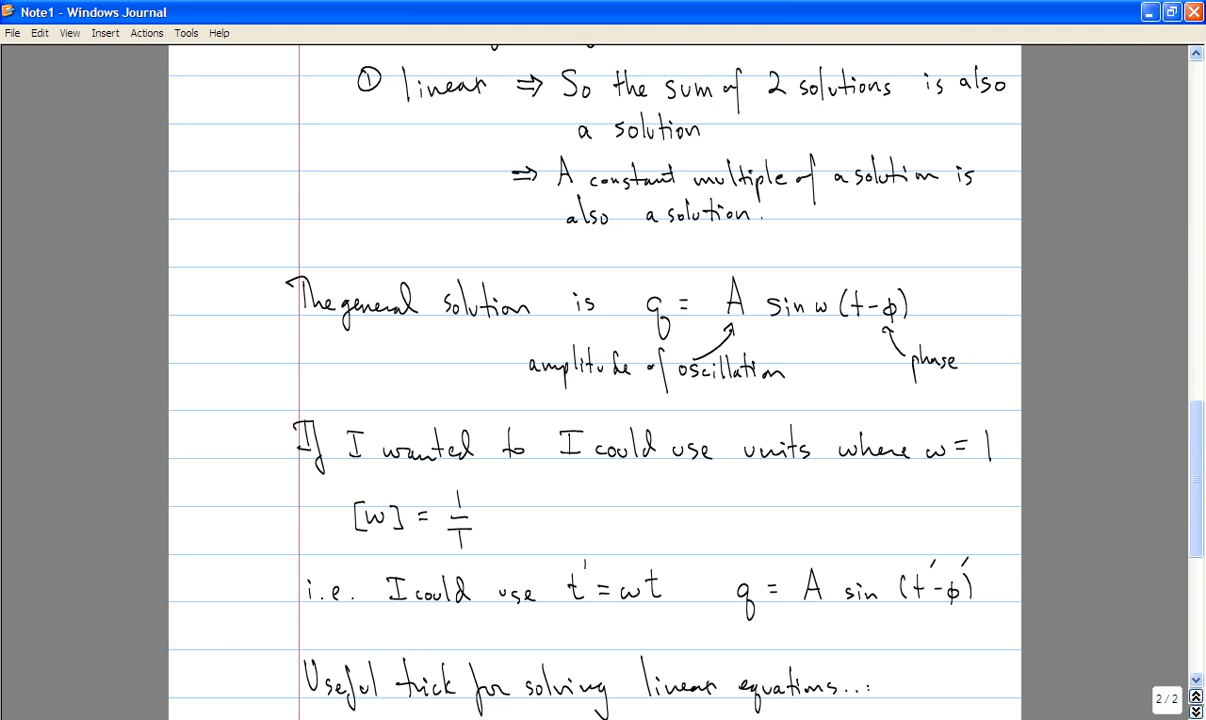 Note1 - Windows Journal
File Edit View Insert Actions Tools Help
① linear ⇒ So the sum of 2 solutions is also
a solution
⇒ A constant multiple of a solution is
also a solution.
The general solution is q = A sin ω (t-φ)
amplitude of oscillation phase
If I wanted to I could use units where ω = 1
[ω] = 1/T
i.e. I could use t' = ωt q = A sin (t'-φ')
Useful trick for solving linear equations...:
2 / 2